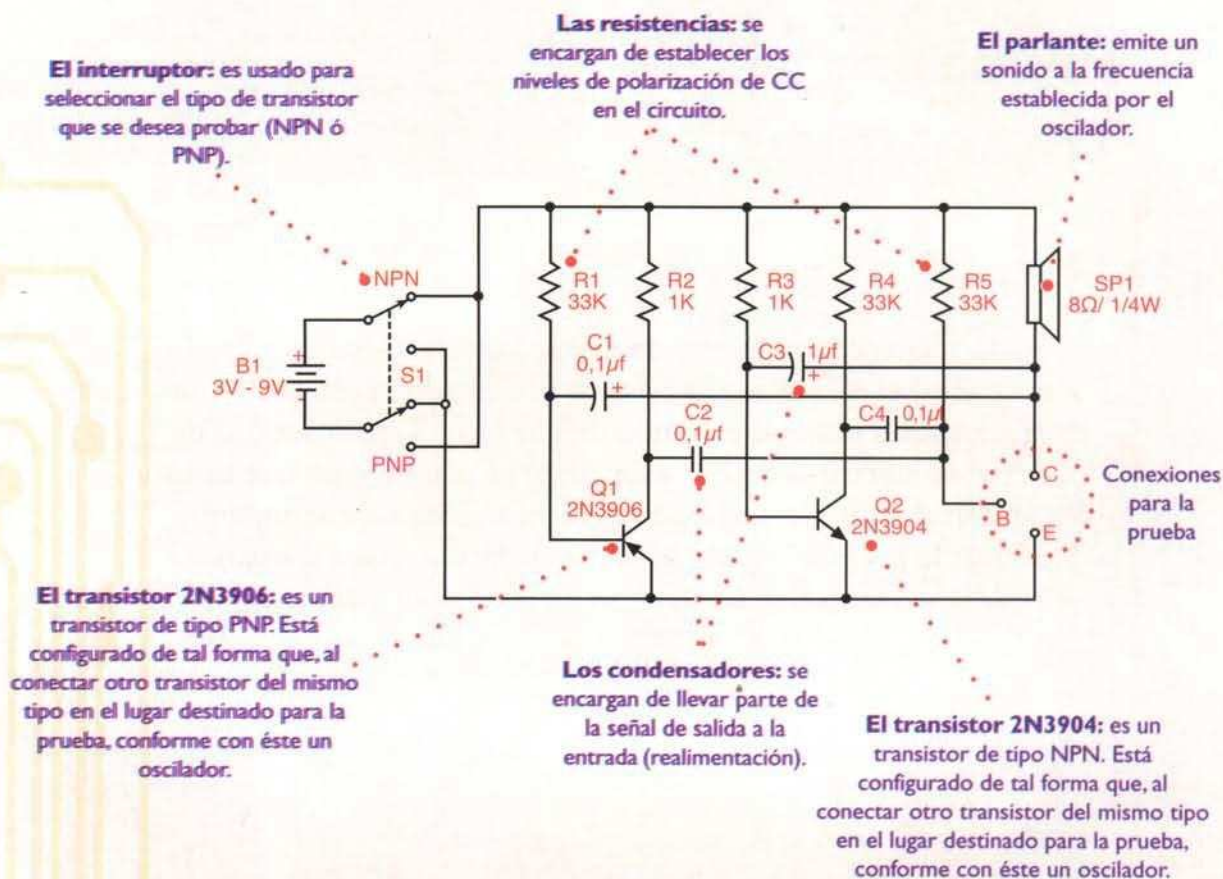 Las resistencias: se
encargan de establecer los
niveles de polarización de CC
en el circuito.
El parlante: emite un
sonido a la frecuencia
establecida por el
oscilador.
El interruptor: es usado para
seleccionar el tipo de transistor
que se desea probar (NPN ó
PNP).
NPN
B1
3V - 9V
+
-
S1
PNP
R1
33K
R2
1K
R3
1K
R4
33K
R5
33K
SP1
8Ω/ 1/4W
C1
0,1µf
+
C3 1µf
+
C2
0,1µf
C4 0,1µf
Q1
2N3906
Q2
2N3904
C
B
E
Conexiones
para la
prueba
El transistor 2N3906: es un
transistor de tipo PNP. Está
configurado de tal forma que, al
conectar otro transistor del mismo
tipo en el lugar destinado para la
prueba, conforme con éste un
oscilador.
Los condensadores: se
encargan de llevar parte de
la señal de salida a la
entrada (realimentación).
El transistor 2N3904: es un
transistor de tipo NPN. Está
configurado de tal forma que, al
conectar otro transistor del mismo tipo
en el lugar destinado para la prueba,
conforme con éste un oscilador.